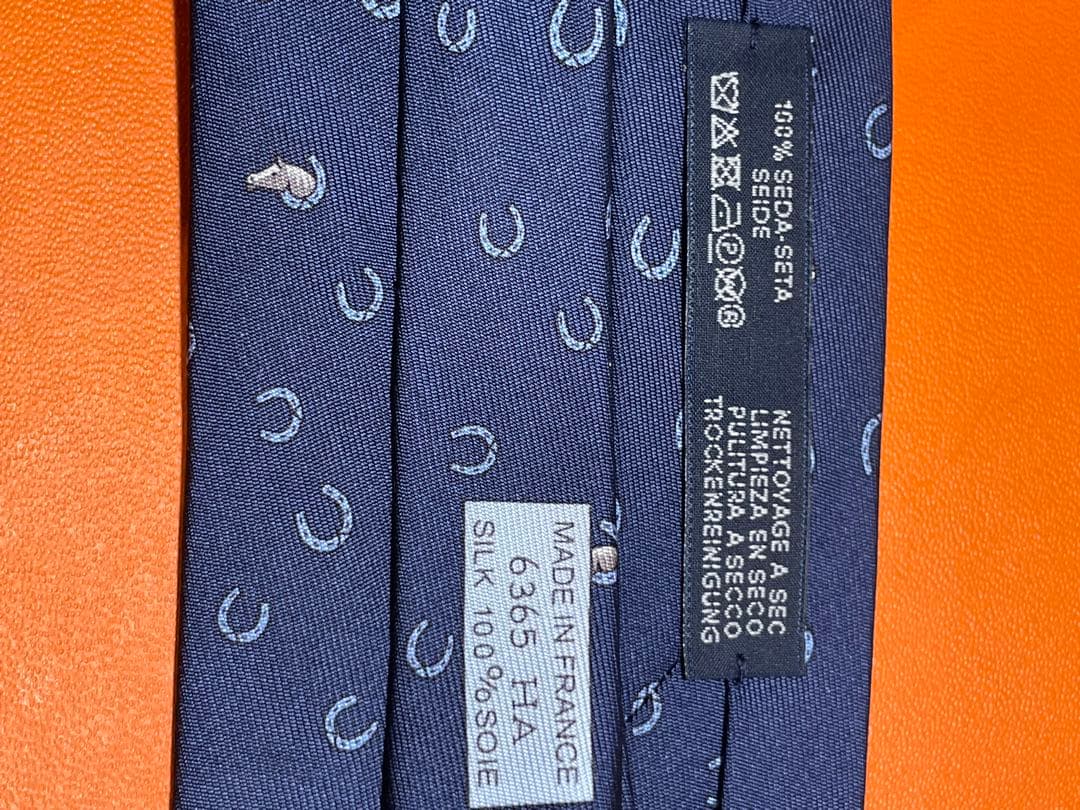 100% SEDA-SETA
SEIDE
NETTOYAGE A SEC
LIMPIEZA EN SECO
PULITURA A SECCO
TROCKENREINIGUNG
MADE IN FRANCE
6365 HA
SILK 100% SOIE